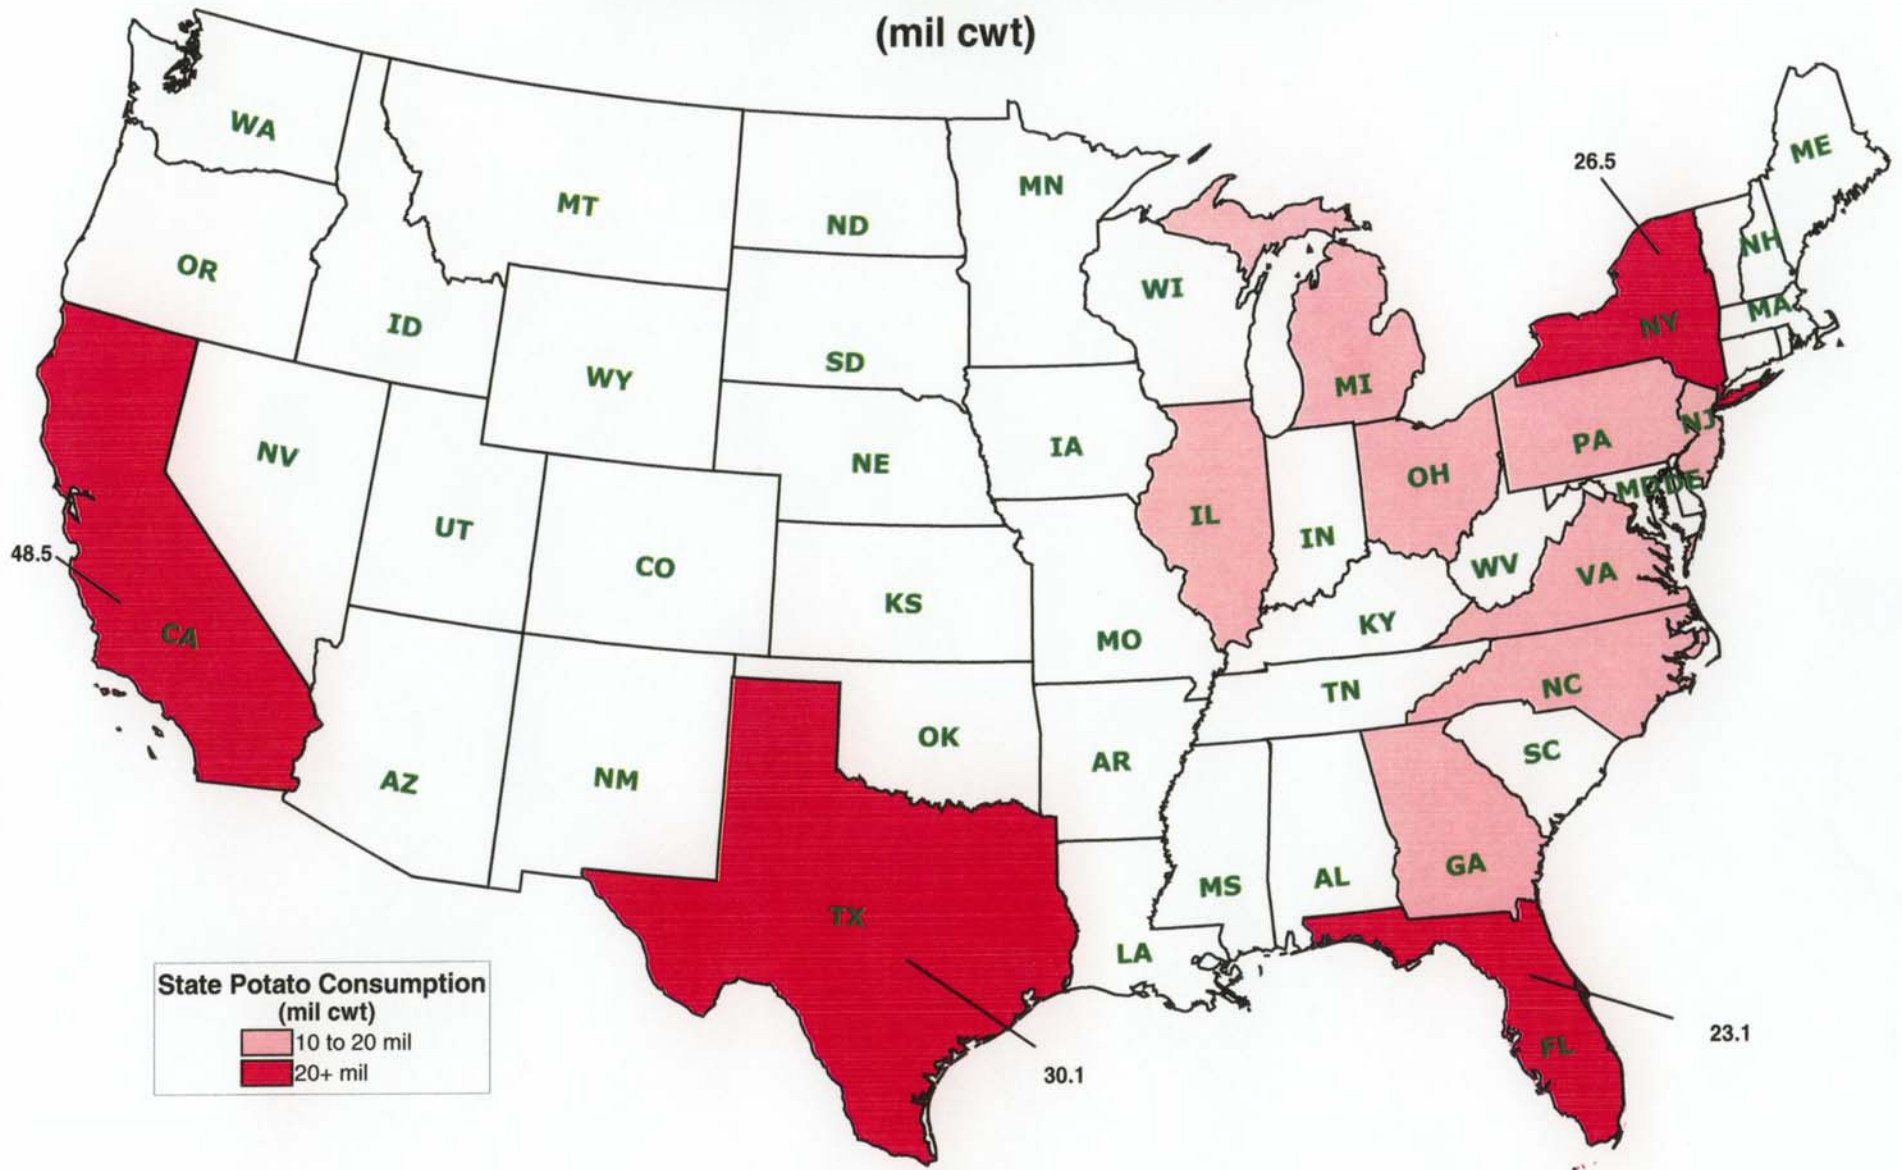 (mil cwt)
WA
MT
ND
MN
ME
26.5
OR
ID
WY
SD
WI
MI
NY
NH
MA
NV
UT
CO
NE
IA
IL
IN
OH
PA
NJ
MD
DE
48.5
CA
KS
MO
KY
WV
VA
AZ
NM
OK
AR
TN
NC
SC
TX
LA
MS
AL
GA
FL
23.1
30.1
State Potato Consumption
(mil cwt)
10 to 20 mil
20+ mil